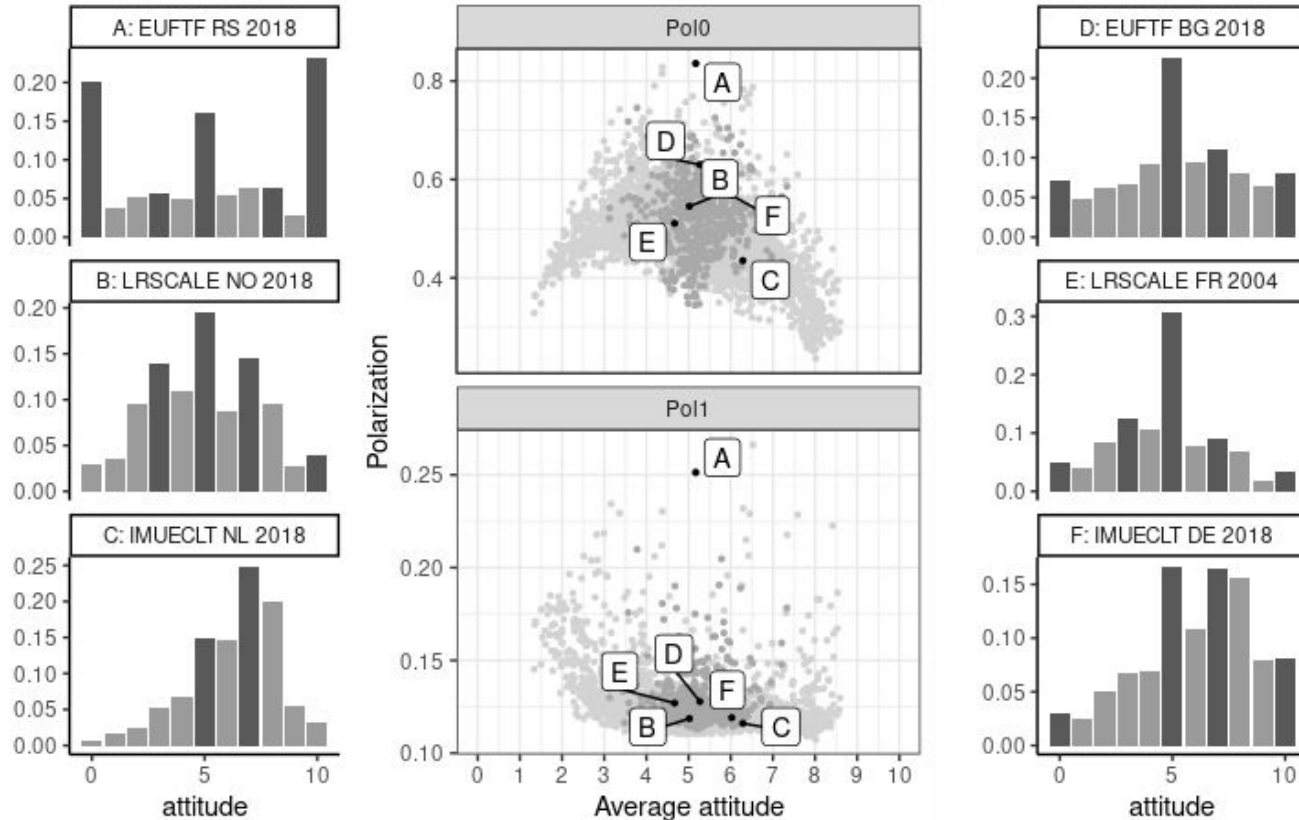 A: EUFTF RS 2018
0.20
0.15
0.10
0.05
0.00
B: LRSCALE NO 2018
0.20
0.15
0.10
0.05
0.00
C: IMUECLT NL 2018
0.25
0.20
0.15
0.10
0.05
0.00
0 5 10
attitude
Polarization
Pol0
0.8
0.6
0.4
A
D
B
F
E
C
Pol1
0.25
0.20
0.15
0.10
A
D
E
F
B
C
0 1 2 3 4 5 6 7 8 9 10
Average attitude
D: EUFTF BG 2018
0.20
0.15
0.10
0.05
0.00
E: LRSCALE FR 2004
0.3
0.2
0.1
0.0
F: IMUECLT DE 2018
0.15
0.10
0.05
0.00
0 5 10
attitude